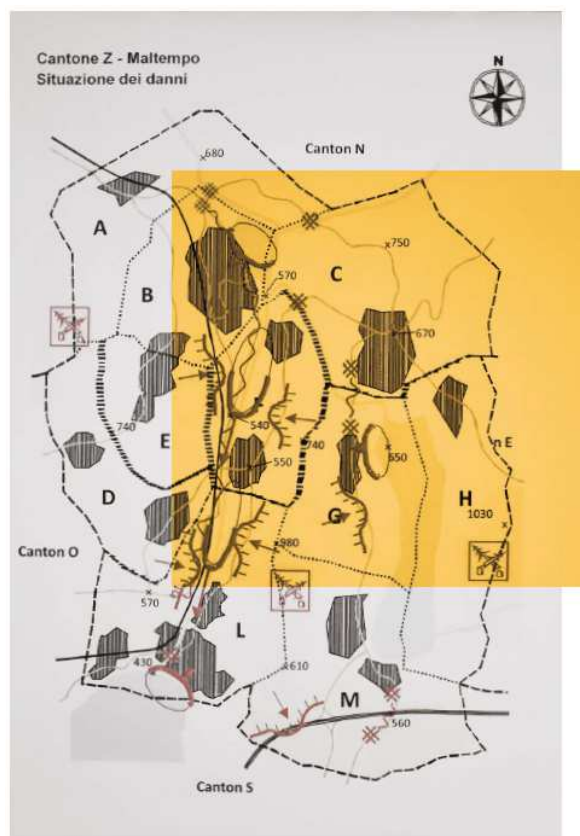 Cantone Z - Maltempo
Situazione dei danni
N
680
Canton N
A
750
B
570
C
670
740
540
E
740
550
650
n E
D
G
H
1030
Canton O
980
570
L
610
430
M
560
Canton S